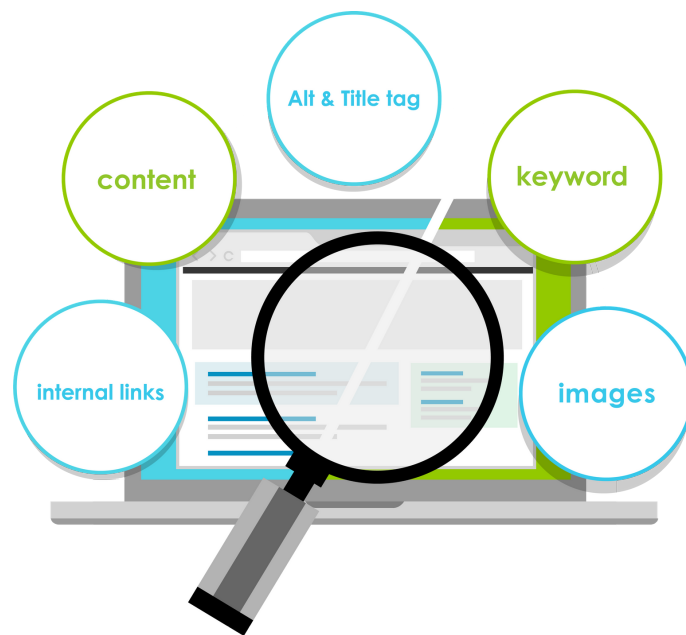 Alt & Title tag
content
keyword
internal links
images